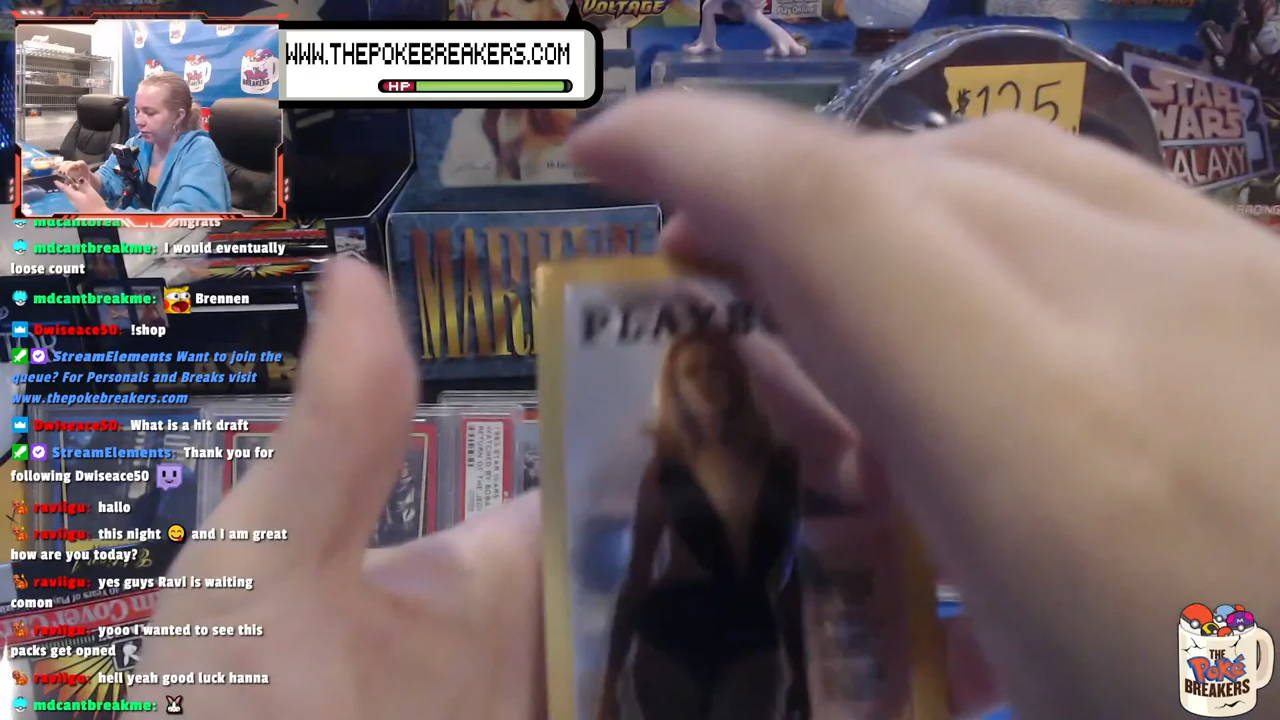 VOLTAGE
WWW.THEPOKEBREAKERS.COM
HP
$125
STAR
WARS
GALAXY
MARTIN
PLAYB
mdcantbreakme: I would eventually
loose count
mdcantbreakme: Brennen
Dwiseace50: !shop
StreamElements Want to join the
queue? For Personals and Breaks visit
www.thepokebreakers.com
Dwiseace50: What is a hit draft
StreamElements: Thank you for
following Dwiseace50
raviigu: hallo
raviigu: this night and I am great
how are you today?
raviigu: yes guys Ravi is waiting
comon
raviigu: yooo I wanted to see this
packs get opned
raviigu: hell yeah good luck hanna
mdcantbreakme:
THE
POKÉ
BREAKERS